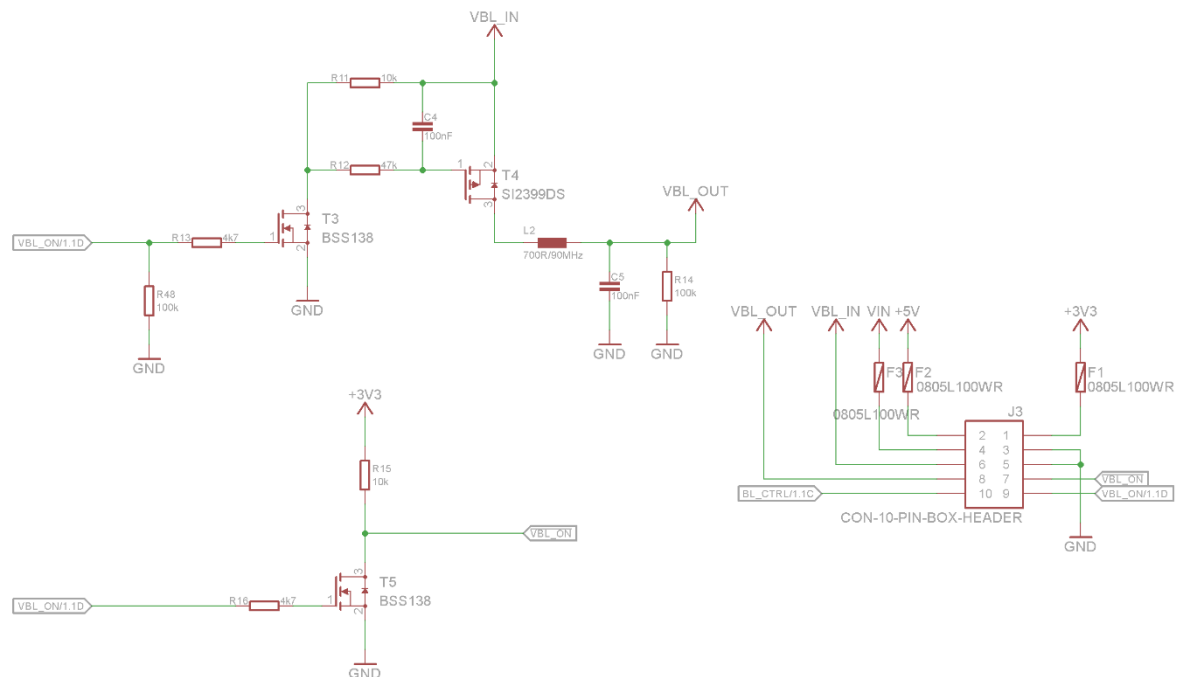 VBL_IN
R11 10k
C4
100nF
R12 47k
1 2
T4
SI2399DS
3
VBL_OUT
3
T3
BSS138
VBL_ON/1.1D
R13 4k7
1
2
L2
700R/90MHz
C5
100nF
R14
100k
R48
100k
GND
GND
GND
GND
VBL_OUT VBL_IN VIN +5V +3V3
F3 F2 F1
0805L100WR 0805L100WR
0805L100WR
+3V3
J3
2 1
4 3
6 5
8 7
10 9
VBL_ON
BL_CTRL/1.1C
VBL_ON/1.1D
CON-10-PIN-BOX-HEADER
GND
R15
10k
VBL_ON
3
T5
BSS138
VBL_ON/1.1D
R16 4k7
1
2
GND